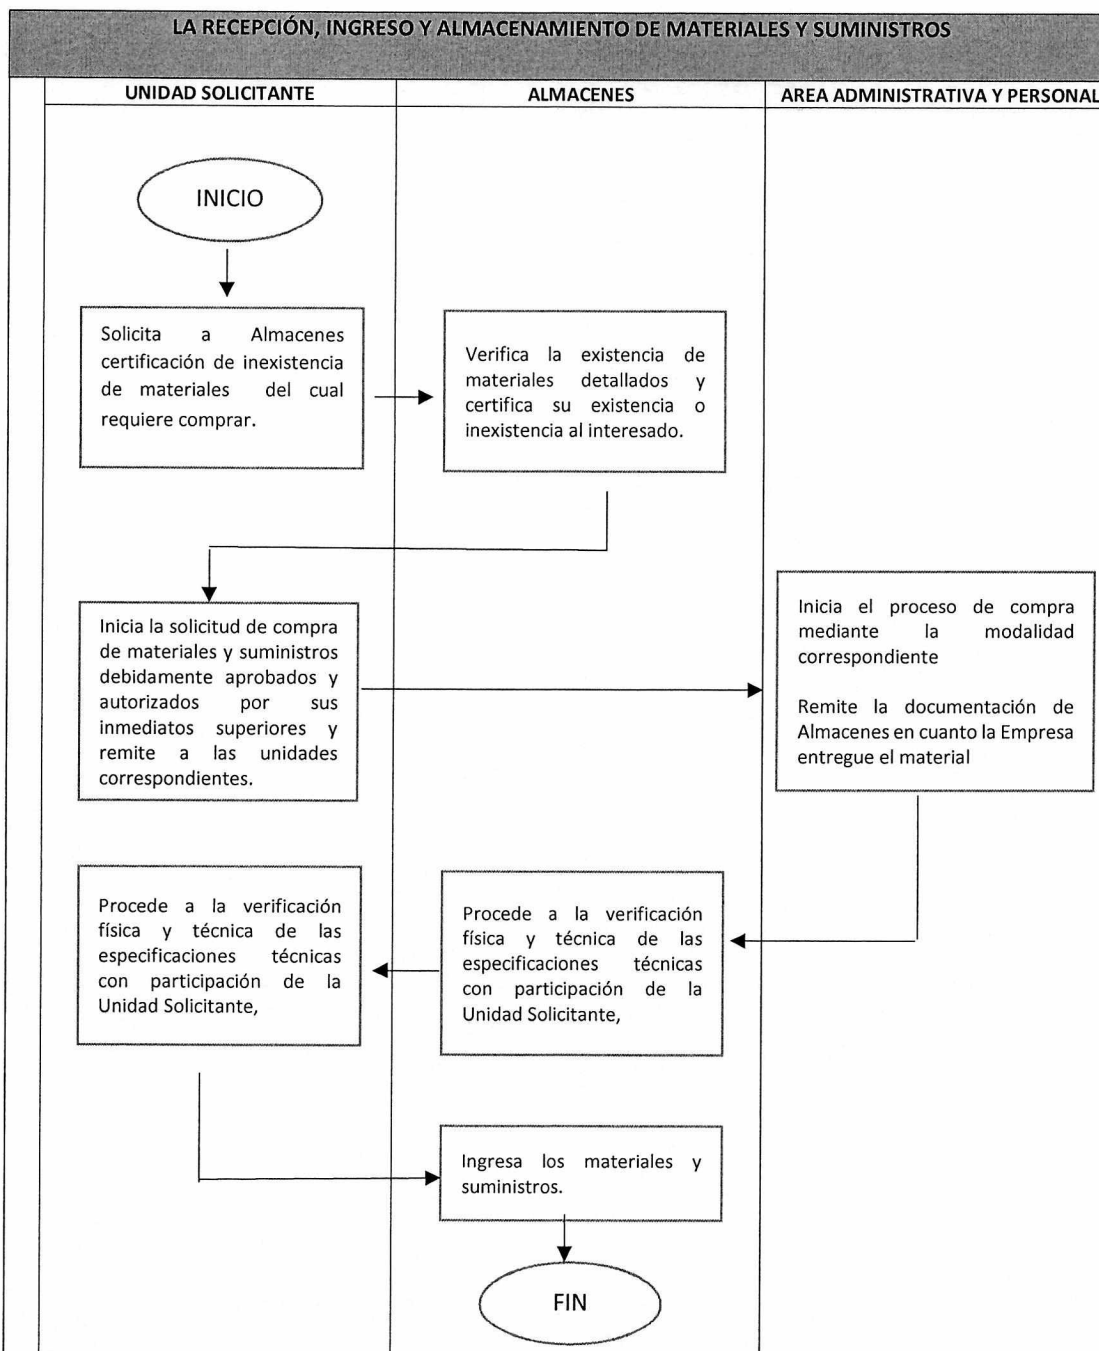 LA RECEPCIÓN, INGRESO Y ALMACENAMIENTO DE MATERIALES Y SUMINISTROS
UNIDAD SOLICITANTE
ALMACENES
AREA ADMINISTRATIVA Y PERSONAL
INICIO
Solicita a Almacenes
certificación de inexistencia
de materiales del cual
requiere comprar.
Verifica la existencia de
materiales detallados y
certifica su existencia o
inexistencia al interesado.
Inicia la solicitud de compra
de materiales y suministros
debidamente aprobados y
autorizados por sus
inmediatos superiores y
remite a las unidades
correspondientes.
Inicia el proceso de compra
mediante la modalidad
correspondiente
Remite la documentación de
Almacenes en cuanto la Empresa
entregue el material
Procede a la verificación
física y técnica de las
especificaciones técnicas
con participación de la
Unidad Solicitante,
Procede a la verificación
física y técnica de las
especificaciones técnicas
con participación de la
Unidad Solicitante,
Ingresa los materiales y
suministros.
FIN